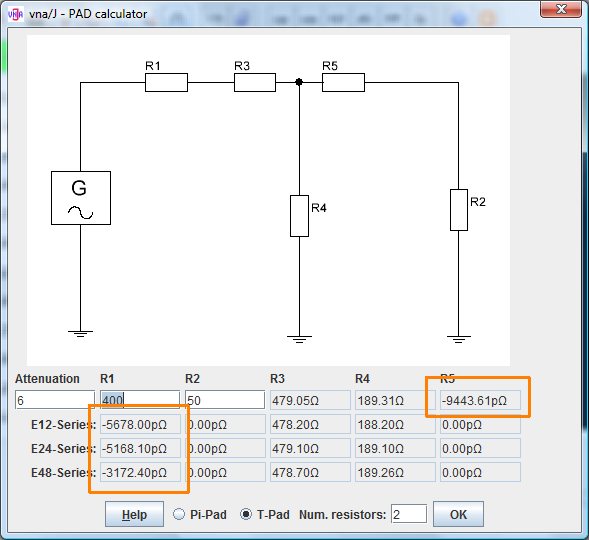 vna/J - PAD calculator
R1 R3 R5
G
R4 R2
Attenuation R1 R2 R3 R4 R5
6 400 50 479.05Ω 189.31Ω -9443.61pΩ
E12-Series: -5678.00pΩ 0.00pΩ 478.20Ω 188.20Ω 0.00pΩ
E24-Series: -5168.10pΩ 0.00pΩ 479.10Ω 189.10Ω 0.00pΩ
E48-Series: -3172.40pΩ 0.00pΩ 478.70Ω 189.26Ω 0.00pΩ
Help Pi-Pad T-Pad Num. resistors: 2 OK